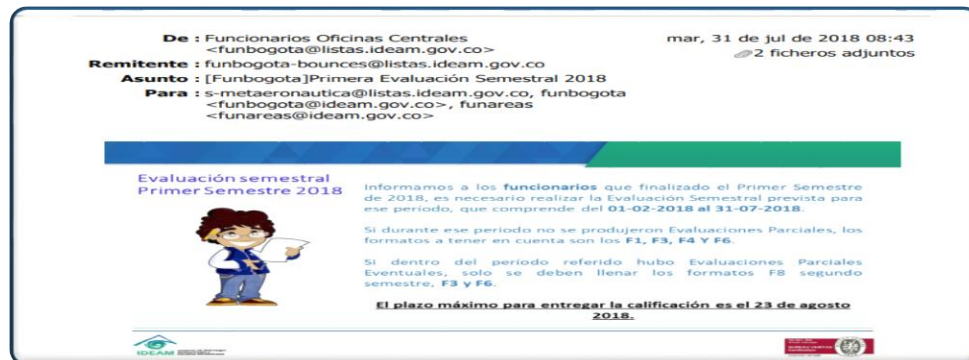 De : Funcionarios Oficinas Centrales
<funbogota@listas.ideam.gov.co>
mar, 31 de jul de 2018 08:43
2 ficheros adjuntos
Remitente : funbogota-bounces@listas.ideam.gov.co
Asunto : [Funbogota]Primera Evaluación Semestral 2018
Para : s-metaeronautica@listas.ideam.gov.co, funbogota
<funbogota@ideam.gov.co>, funareas
<funareas@ideam.gov.co>
Evaluación semestral
Primer Semestre 2018
Informamos a los funcionarios que finalizado el Primer Semestre
de 2018, es necesario realizar la Evaluación Semestral prevista para
ese período, que comprende del 01-02-2018 al 31-07-2018.
Si durante ese periodo no se produjeron Evaluaciones Parciales, los
formatos a tener en cuenta son los F1, F3, F4 Y F6.
Si dentro del período referido hubo Evaluaciones Parciales
Eventuales, solo se deben llenar los formatos F8 segundo
semestre, F3 y F6.
El plazo máximo para entregar la calificación es el 23 de agosto
2018.
IDEAM